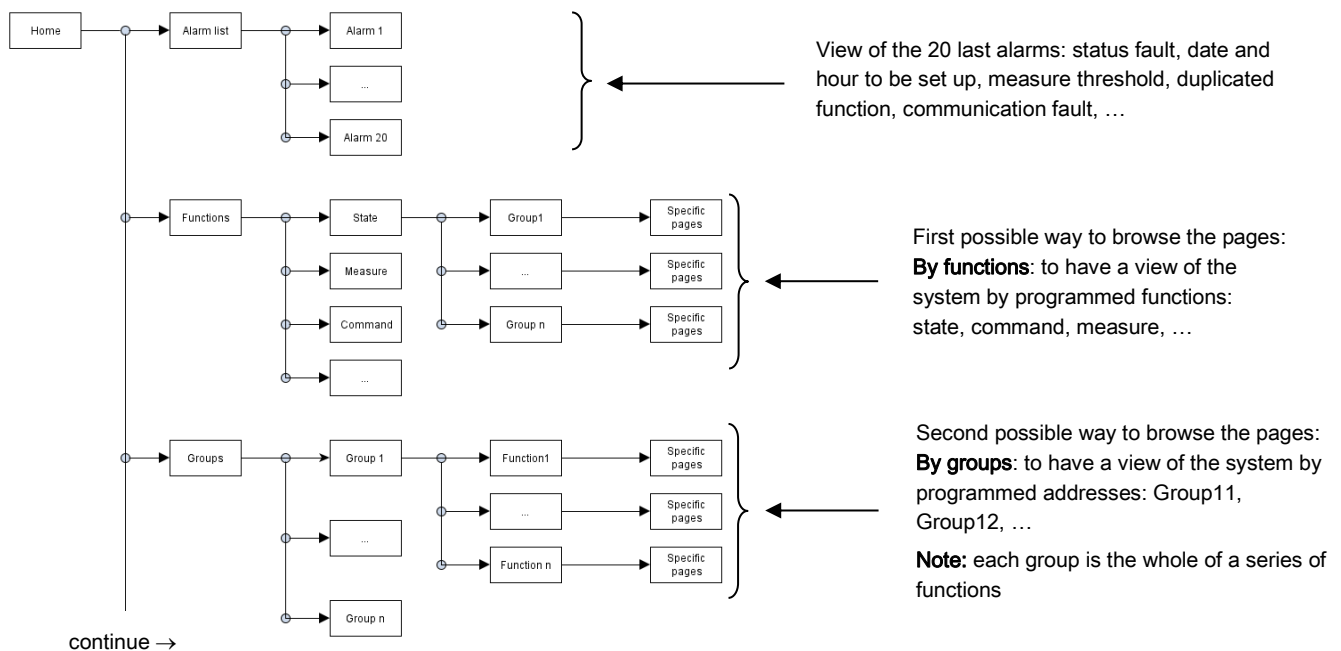 Home
Alarm list
Alarm 1
...
Alarm 20
View of the 20 last alarms: status fault, date and
hour to be set up, measure threshold, duplicated
function, communication fault, …
Functions
State
Group1
Specific
pages
Measure
...
Specific
pages
Command
Group n
Specific
pages
...
First possible way to browse the pages:
By functions: to have a view of the
system by programmed functions:
state, command, measure, …
Groups
Group 1
Function1
Specific
pages
...
...
Specific
pages
Function n
Specific
pages
Group n
Second possible way to browse the pages:
By groups: to have a view of the system by
programmed addresses: Group11,
Group12, …
Note: each group is the whole of a series of
functions
continue →